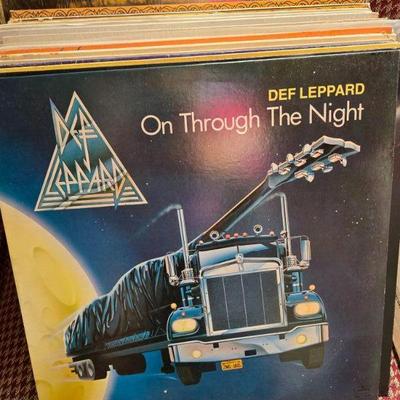 DEF LEPPARD
On Through The Night
DEF
LEPPARD